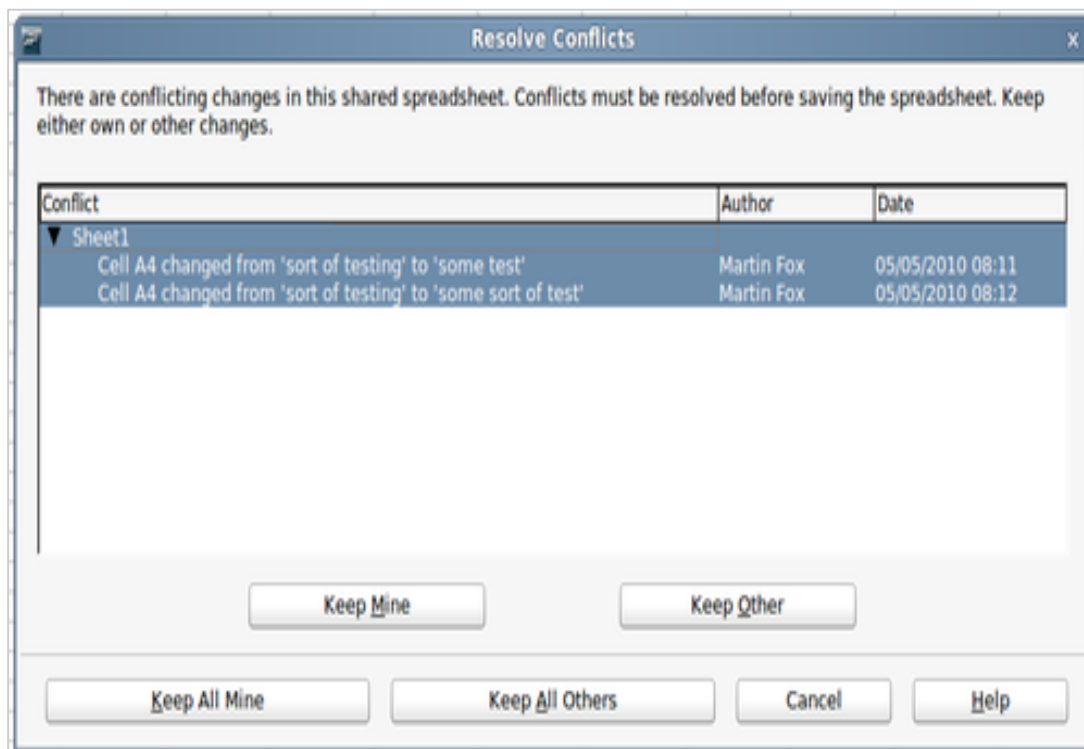 Resolve Conflicts
x
There are conflicting changes in this shared spreadsheet. Conflicts must be resolved before saving the spreadsheet. Keep
either own or other changes.
Conflict Author Date
Sheet1
Cell A4 changed from 'sort of testing' to 'some test' Martin Fox 05/05/2010 08:11
Cell A4 changed from 'sort of testing' to 'some sort of test' Martin Fox 05/05/2010 08:12
Keep Mine Keep Other
Keep All Mine Keep All Others Cancel Help